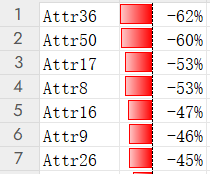 1 Attr36 -62%
2 Attr50 -60%
3 Attr17 -53%
4 Attr8 -53%
5 Attr16 -47%
6 Attr9 -46%
7 Attr26 -45%